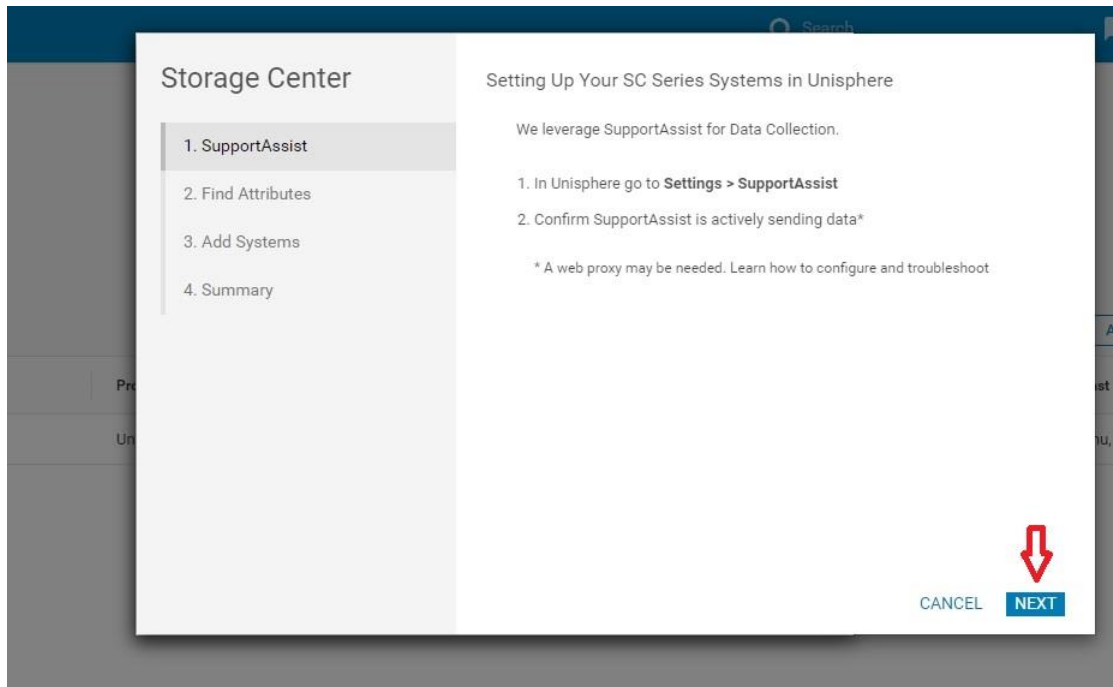 Search
Storage Center
1. SupportAssist
2. Find Attributes
3. Add Systems
4. Summary
Setting Up Your SC Series Systems in Unisphere
We leverage SupportAssist for Data Collection.
1. In Unisphere go to Settings > SupportAssist
2. Confirm SupportAssist is actively sending data*
* A web proxy may be needed. Learn how to configure and troubleshoot
CANCEL NEXT